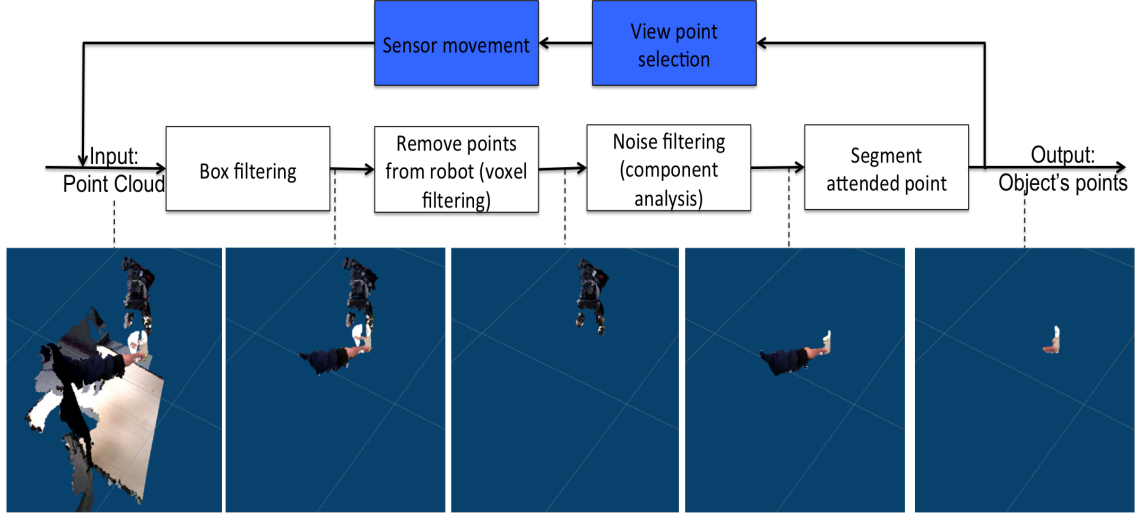 Sensor movement
View point
selection
Input:
Point Cloud
Box filtering
Remove points
from robot (voxel
filtering)
Noise filtering
(component
analysis)
Segment
attended point
Output:
Object's points